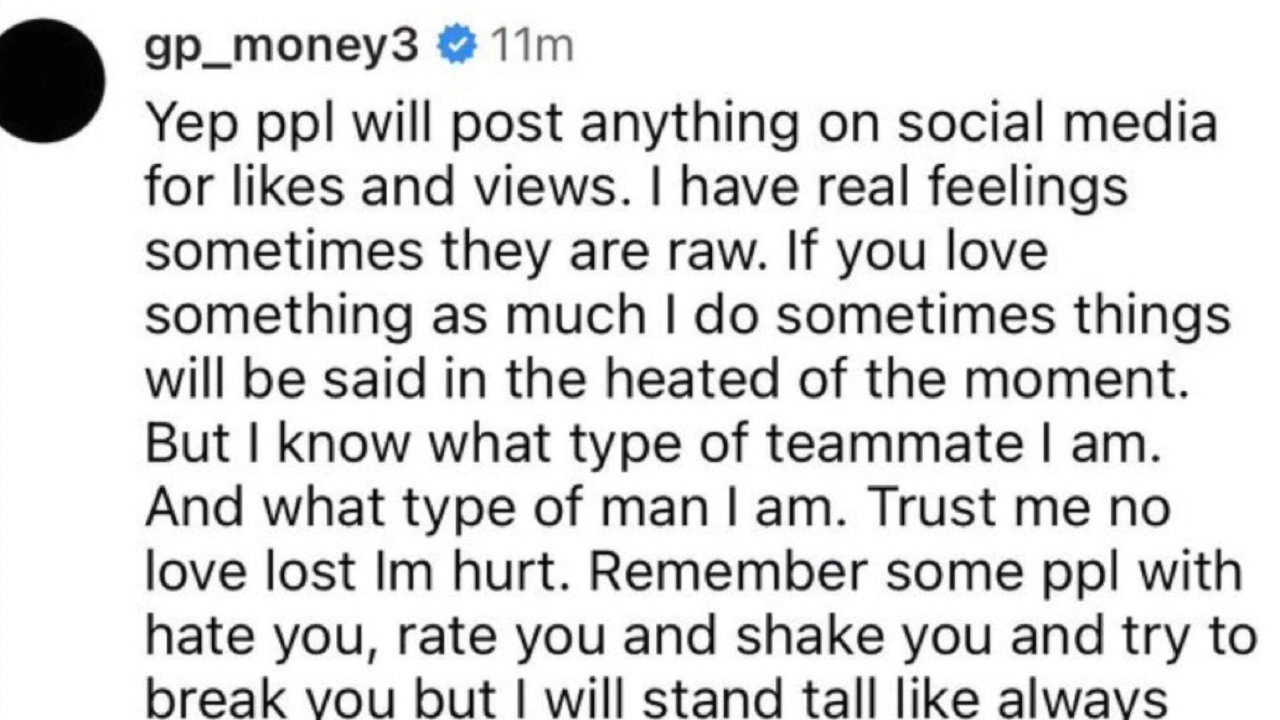 gp_money3 11m
Yep ppl will post anything on social media
for likes and views. I have real feelings
sometimes they are raw. If you love
something as much I do sometimes things
will be said in the heated of the moment.
But I know what type of teammate I am.
And what type of man I am. Trust me no
love lost Im hurt. Remember some ppl with
hate you, rate you and shake you and try to
break you but I will stand tall like always